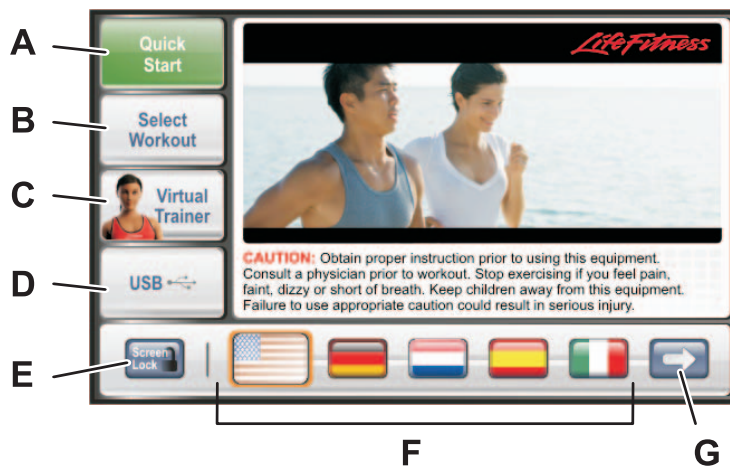 A
Quick
Start
B
Select
Workout
C
Virtual
Trainer
D
USB
E
Screen
Lock
LifeFitness
CAUTION: Obtain proper instruction prior to using this equipment.
Consult a physician prior to workout. Stop exercising if you feel pain,
faint, dizzy or short of breath. Keep children away from this equipment.
Failure to use appropriate caution could result in serious injury.
F
G